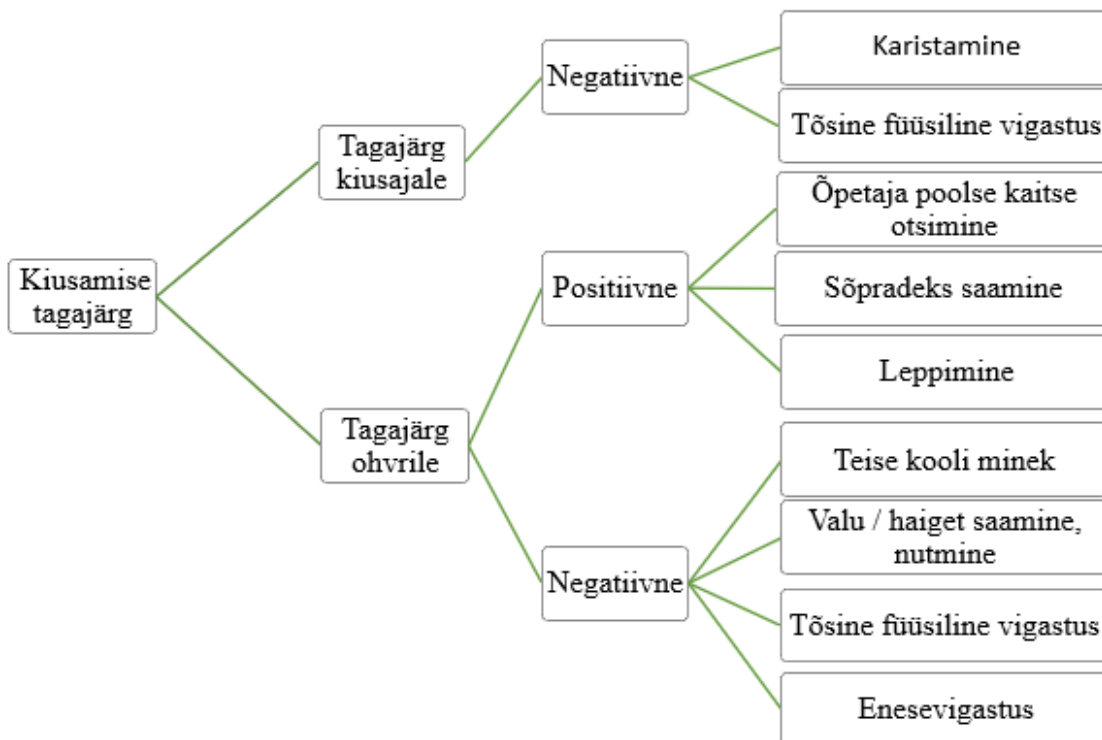 Kiusamise
tagajärg
Tagajärg
kiusajale
Negatiivne
Karistamine
Tõsine füüsiline vigastus
Tagajärg
ohvrile
Positiivne
Õpetaja poolse kaitse
otsimine
Sõpradeks saamine
Leppimine
Negatiivne
Teise kooli minek
Valu / haiget saamine,
nutmine
Tõsine füüsiline vigastus
Enesevigastus